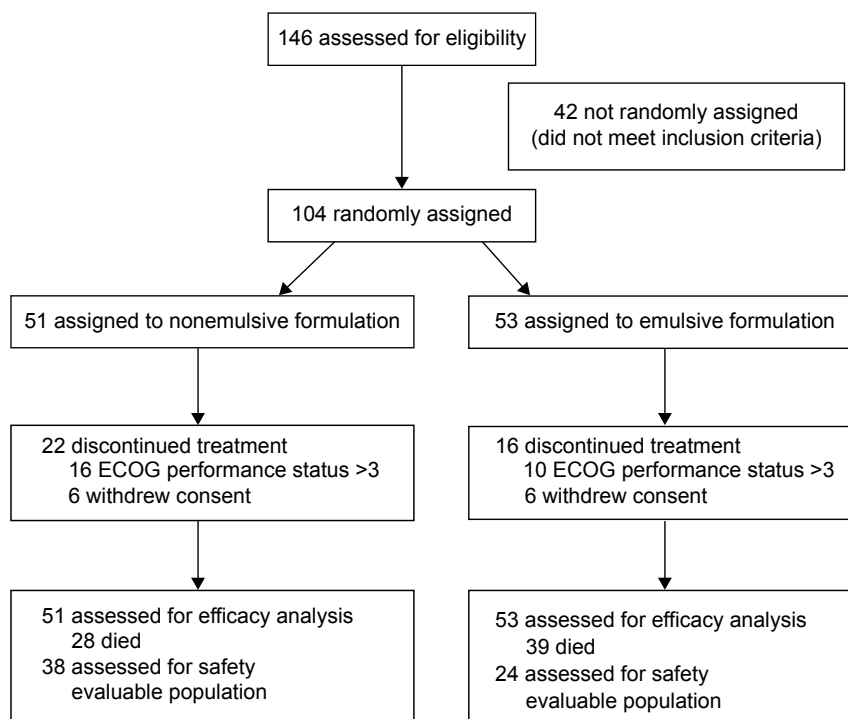 146 assessed for eligibility
42 not randomly assigned
(did not meet inclusion criteria)
104 randomly assigned
51 assigned to nonemulsive formulation
53 assigned to emulsive formulation
22 discontinued treatment
16 ECOG performance status >3
6 withdrew consent
16 discontinued treatment
10 ECOG performance status >3
6 withdrew consent
51 assessed for efficacy analysis
28 died
38 assessed for safety
evaluable population
53 assessed for efficacy analysis
39 died
24 assessed for safety
evaluable population